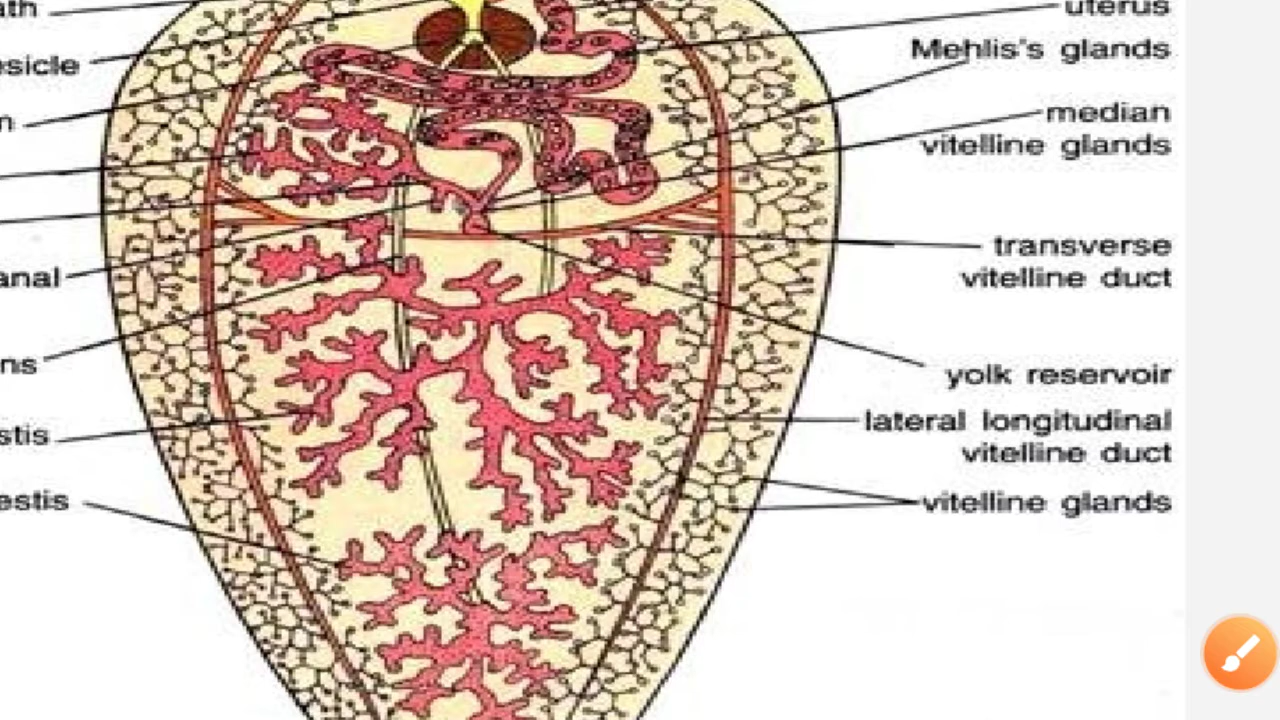 ath
esicle
n
anal
ns
stis
estis
uterus
Mehlis's glands
median
vitelline glands
transverse
vitelline duct
yolk reservoir
lateral longitudinal
vitelline duct
vitelline glands